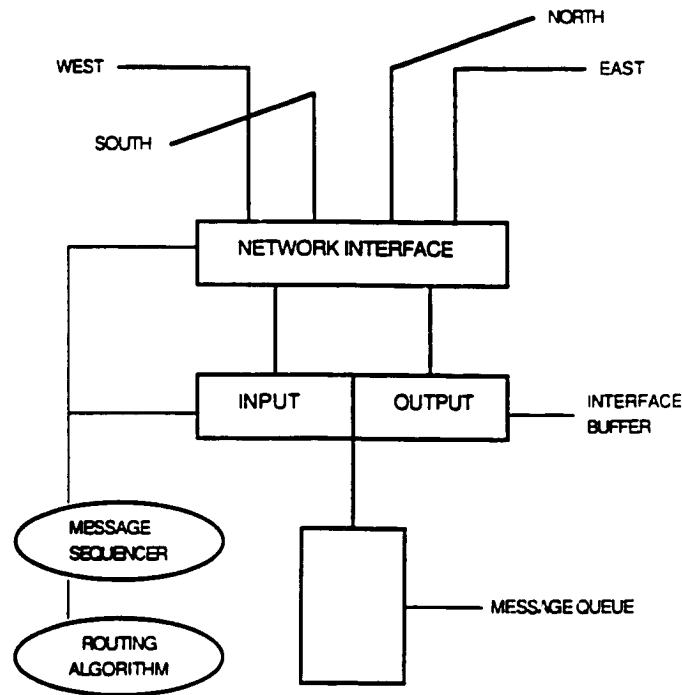 NORTH
WEST
EAST
SOUTH
NETWORK INTERFACE
INPUT
OUTPUT
INTERFACE
BUFFER
MESSAGE
SEQUENCER
MESSAGE QUEUE
ROUTING
ALGORITHM